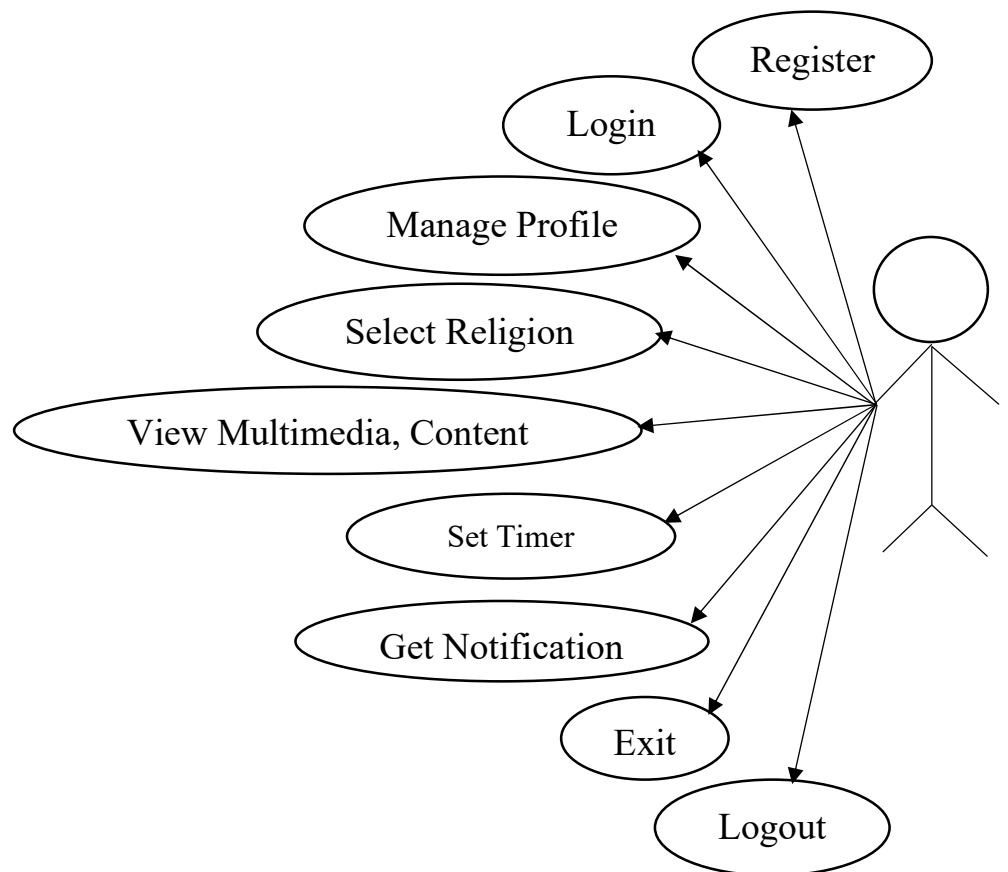 Register
Login
Manage Profile
Select Religion
View Multimedia, Content
Set Timer
Get Notification
Exit
Logout